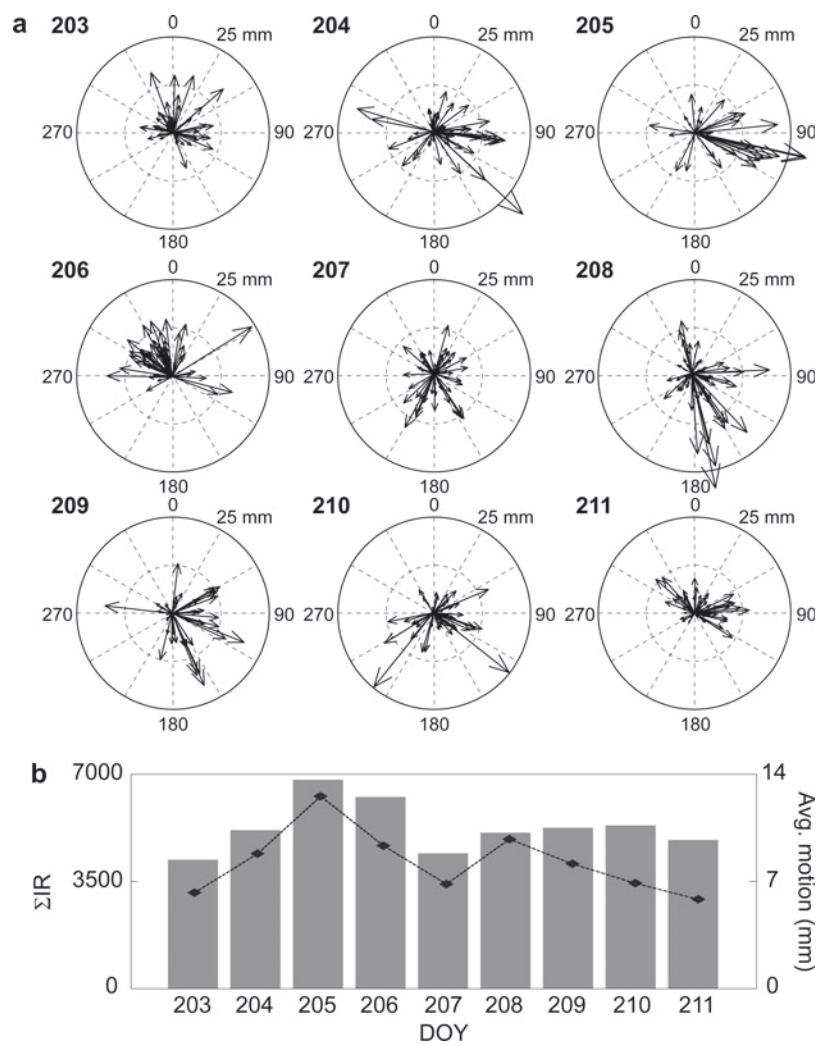 a 203 0 25 mm 204 0 25 mm 205 0 25 mm
270 90 270 90 270 90
180 180 180
206 0 25 mm 207 0 25 mm 208 0 25 mm
270 90 270 90 270 90
180 180 180
209 0 25 mm 210 0 25 mm 211 0 25 mm
270 90 270 90 270 90
180 180 180
b 7000 14
3500 7
0 0
ΣIR
Avg. motion (mm)
203 204 205 206 207 208 209 210 211
DOY